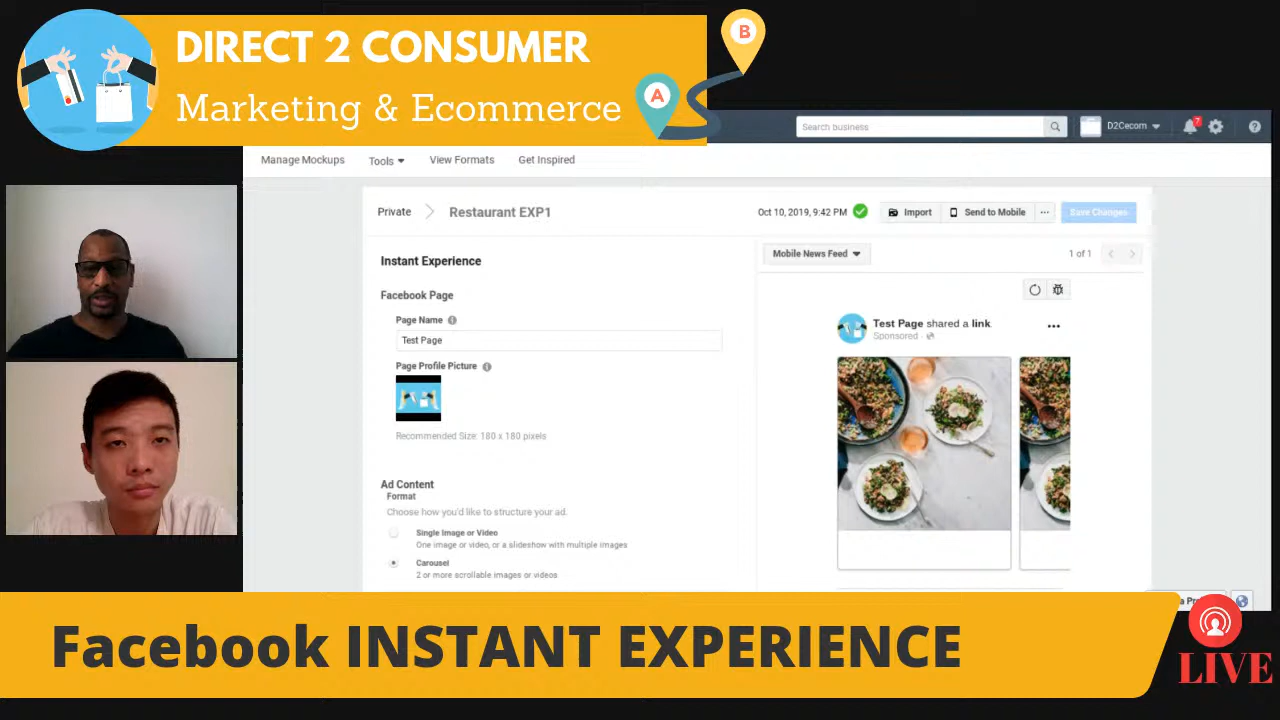 DIRECT 2 CONSUMER
Marketing & Ecommerce
A
B
Search business
D2Cecom
7
Manage Mockups
Tools
View Formats
Get Inspired
Private
Restaurant EXP1
Oct 10, 2019, 9:42 PM
Import
Send to Mobile
...
Save Changes
Instant Experience
Mobile News Feed
1 of 1
Facebook Page
Page Name
Test Page
Page Profile Picture
Recommended Size: 180 x 180 pixels
Test Page shared a link
Sponsored ·
Ad Content
Format
Choose how you'd like to structure your ad.
Single Image or Video
One image or video, or a slideshow with multiple images
Carousel
2 or more scrollable images or videos
Facebook INSTANT EXPERIENCE
LIVE